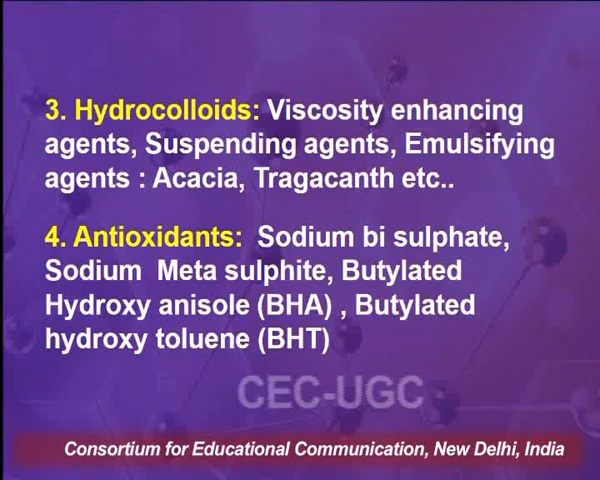 3. Hydrocolloids: Viscosity enhancing
agents, Suspending agents, Emulsifying
agents : Acacia, Tragacanth etc..
4. Antioxidants: Sodium bi sulphate,
Sodium Meta sulphite, Butylated
Hydroxy anisole (BHA) , Butylated
hydroxy toluene (BHT)
CEC-UGC
Consortium for Educational Communication, New Delhi, India